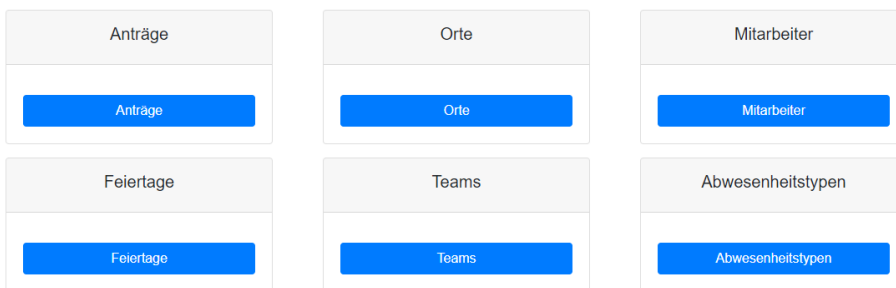 Anträge
Orte
Mitarbeiter
Anträge
Orte
Mitarbeiter
Feiertage
Teams
Abwesenheitstypen
Feiertage
Teams
Abwesenheitstypen